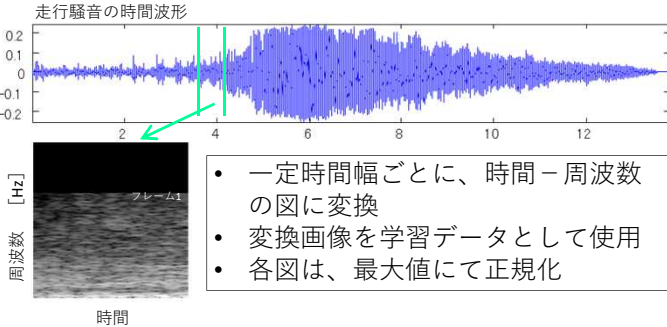 走行騒音の時間波形
0.2
0.1
0
-0.1
-0.2
2
4
6
8
10
12
周波数 [Hz]
フレーム1
時間
• 一定時間幅ごとに、時間－周波数
の図に変換
• 変換画像を学習データとして使用
• 各図は、最大値にて正規化